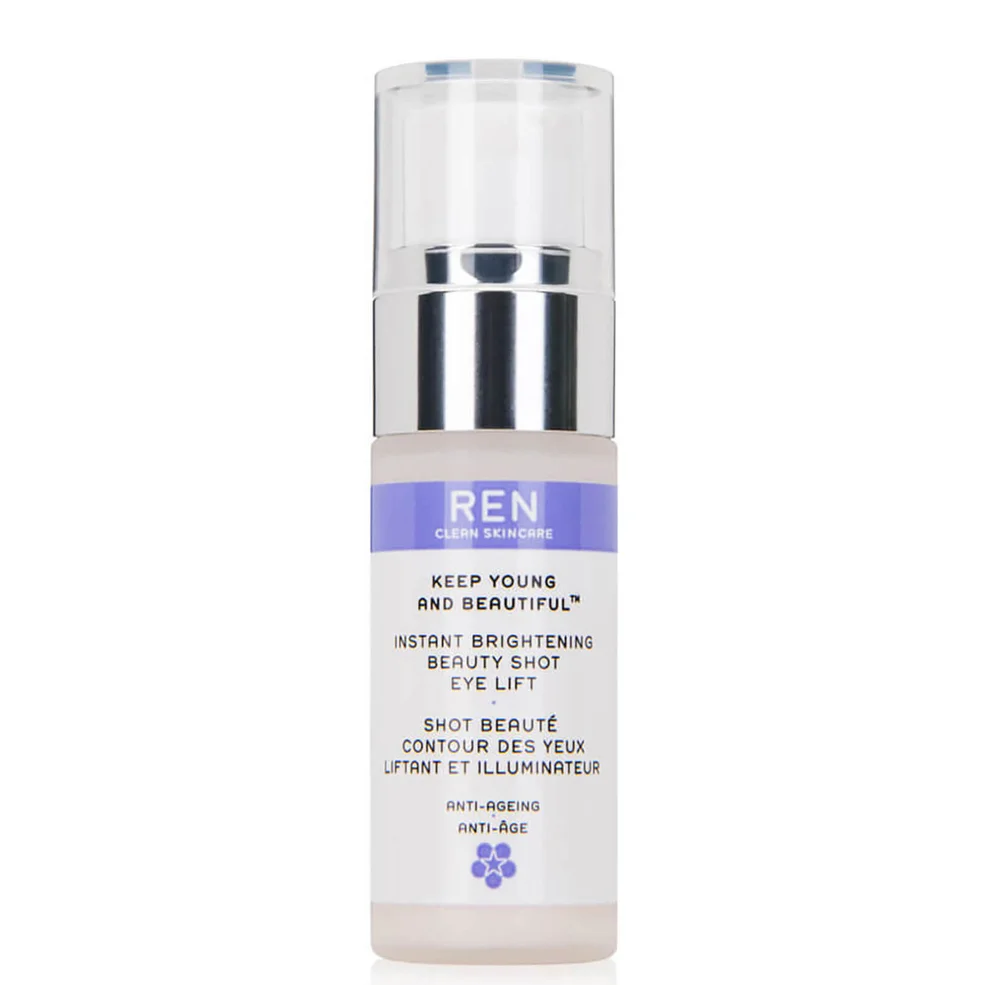 REN
CLEAN SKINCARE
KEEP YOUNG
AND BEAUTIFUL™
INSTANT BRIGHTENING
BEAUTY SHOT
EYE LIFT
SHOT BEAUTÉ
CONTOUR DES YEUX
LIFTANT ET ILLUMINATEUR
ANTI-AGEING
ANTI-ÂGE